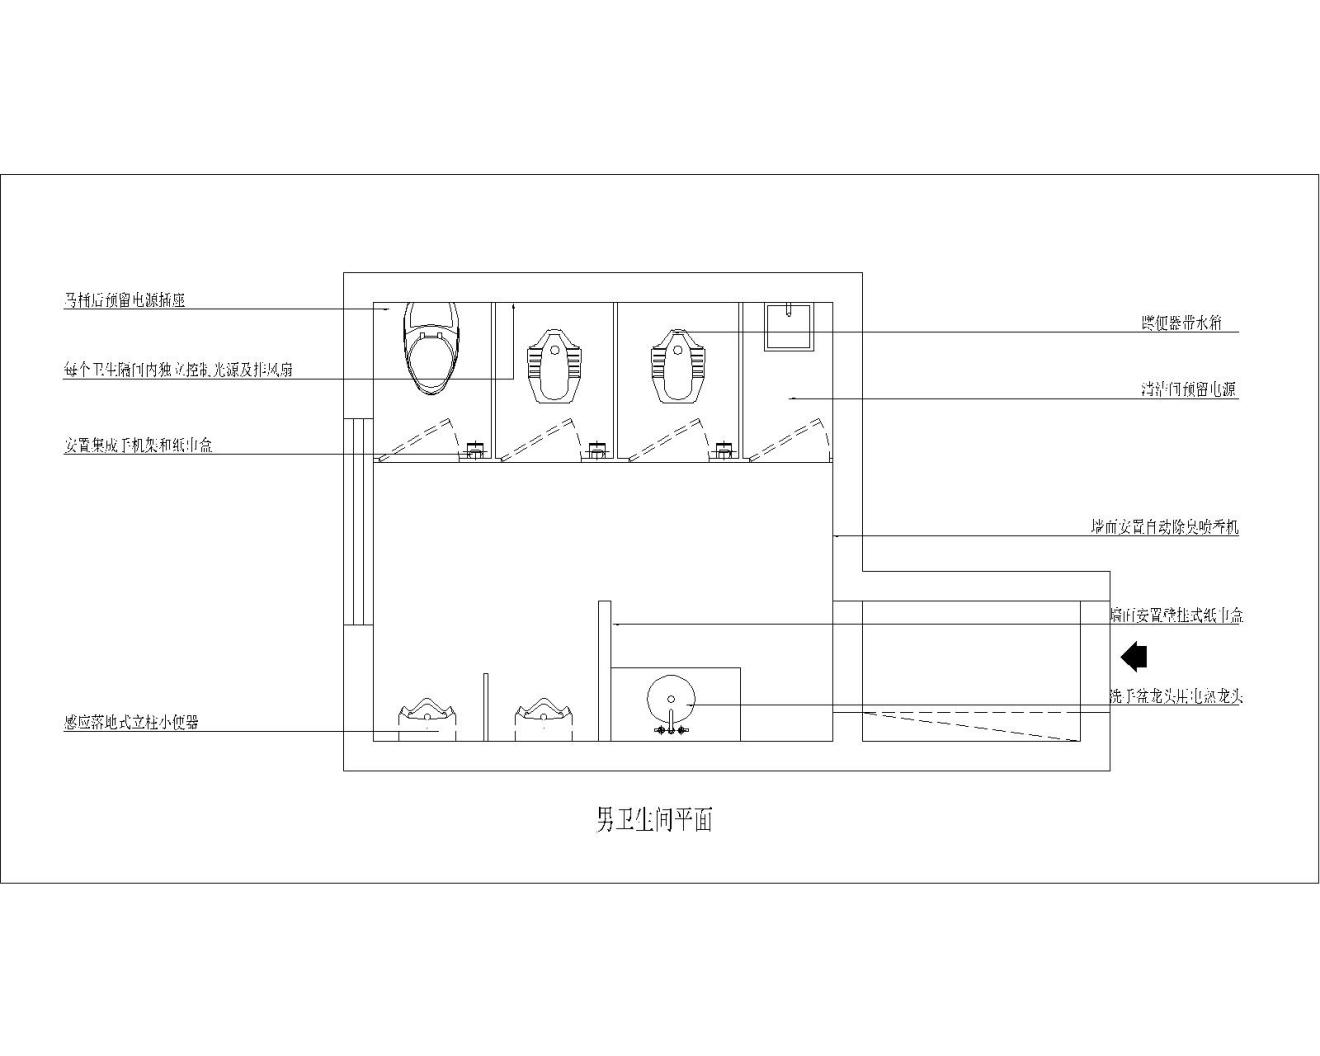 马桶后预留电源插座
每个卫生隔间内独立控制光源及排风扇
安置集成手机架和纸巾盒
感应落地式立柱小便器
蹲便器带水箱
清洁间预留电源
墙面安置自动除臭喷香机
墙面安置壁挂式纸巾盒
洗手盆龙头用电热龙头
男卫生间平面